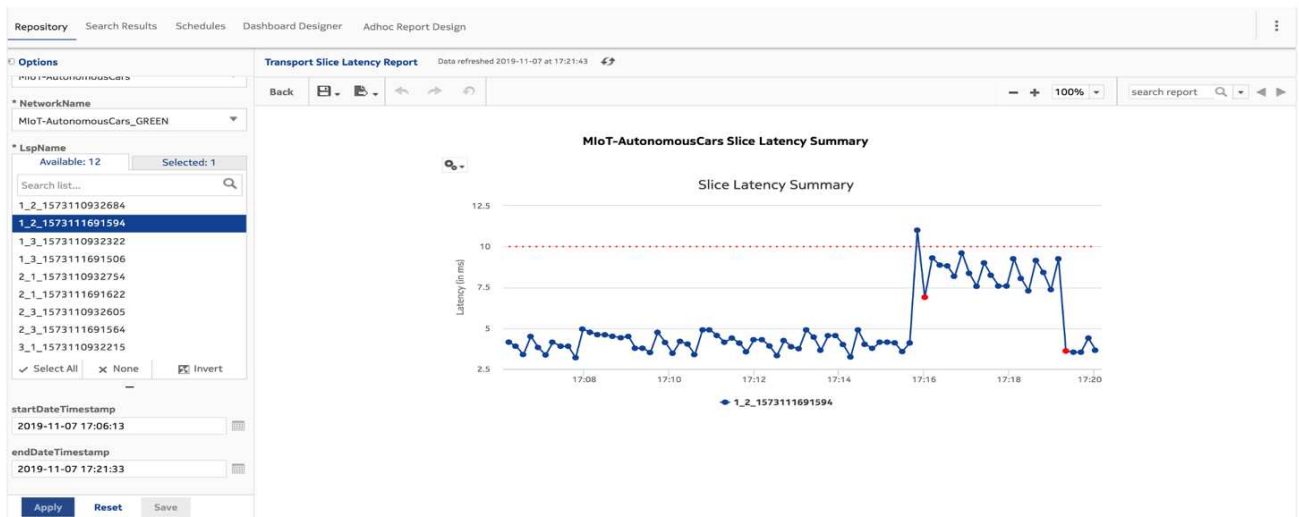 Repository Search Results Schedules Dashboard Designer Adhoc Report Design
Options
MIoT-AutonomousCars
* NetworkName
MIoT-AutonomousCars_GREEN
* LspName
Available: 12 Selected: 1
Search list...
1_2_1573110932684
1_2_1573111691594
1_3_1573110932322
1_3_1573111691506
2_1_1573110932754
2_1_1573111691622
2_3_1573110932605
2_3_1573111691564
3_1_1573110932215
Select All None Invert
startDateTimestamp
2019-11-07 17:06:13
endDateTimestamp
2019-11-07 17:21:33
Apply Reset Save
Transport Slice Latency Report Data refreshed 2019-11-07 at 17:21:43
Back 100% search report
MIoT-AutonomousCars Slice Latency Summary
Slice Latency Summary
Latency (in ms)
12.5
10
7.5
5
2.5
17:08 17:10 17:12 17:14 17:16 17:18 17:20
1_2_1573111691594